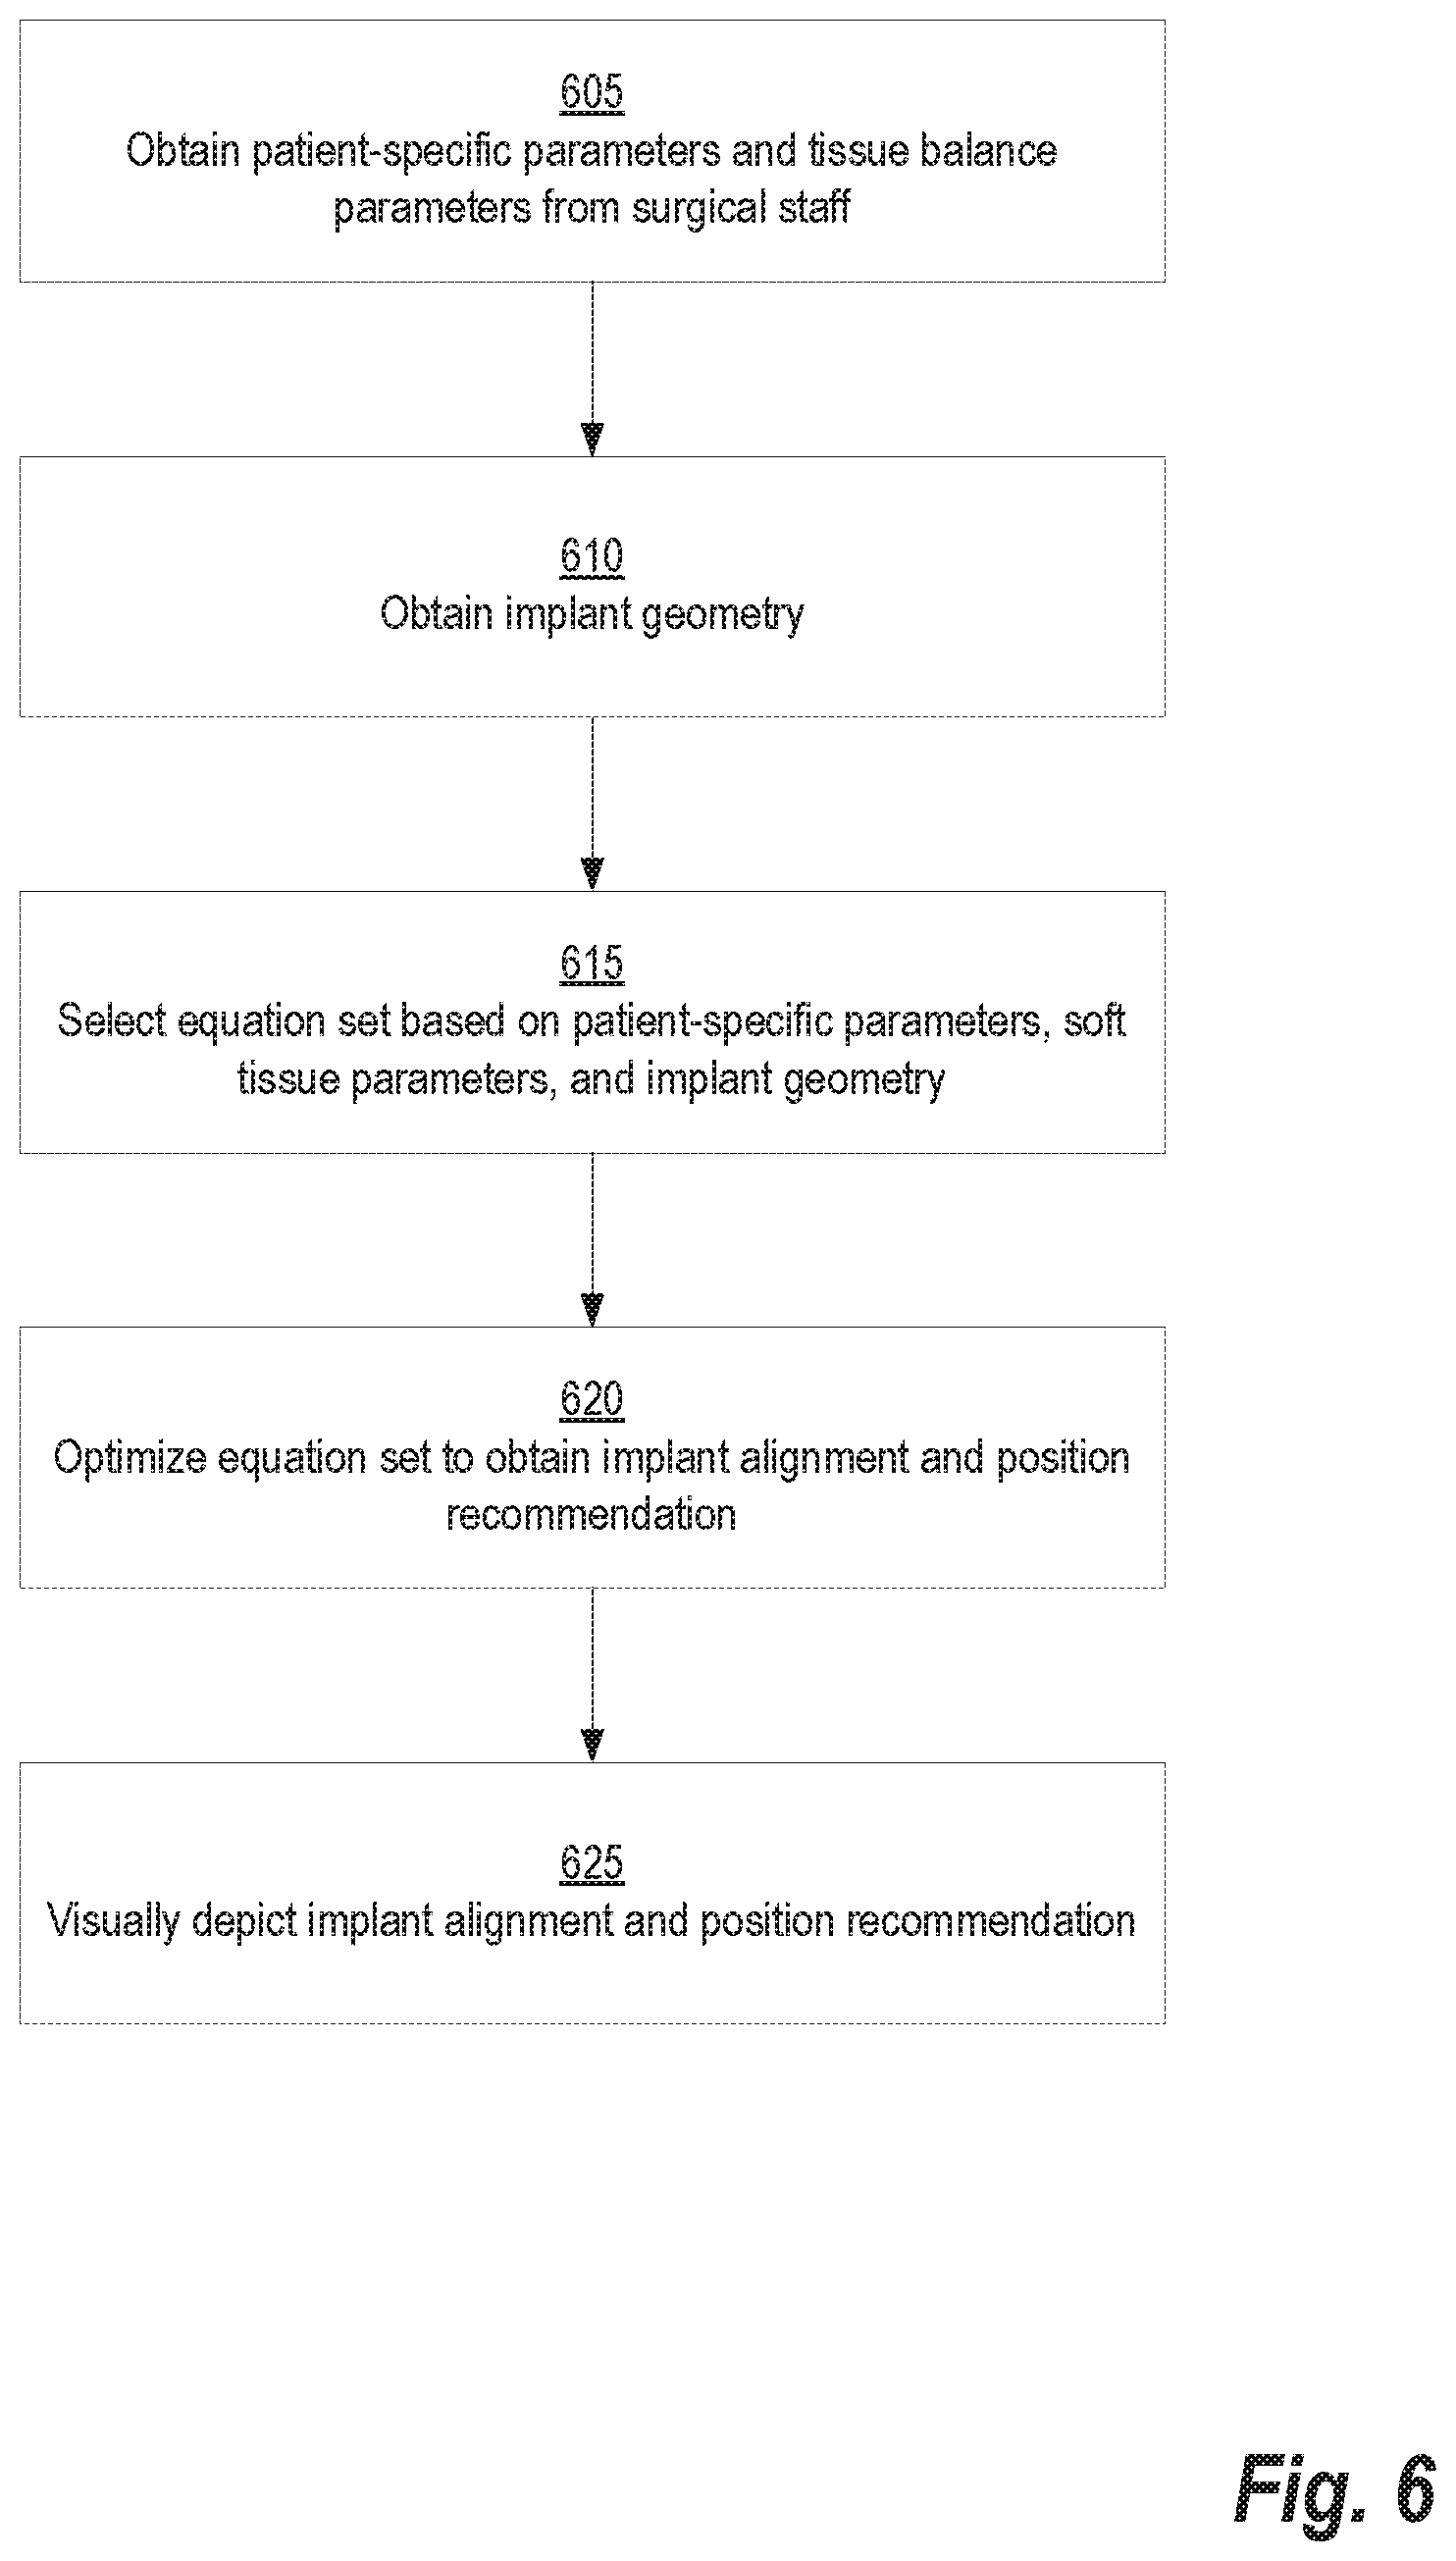 605
Obtain patient-specific parameters and tissue balance
parameters from surgical staff
610
Obtain implant geometry
615
Select equation set based on patient-specific parameters, soft
tissue parameters, and implant geometry
620
Optimize equation set to obtain implant alignment and position
recommendation
625
Visually depict implant alignment and position recommendation
Fig. 6